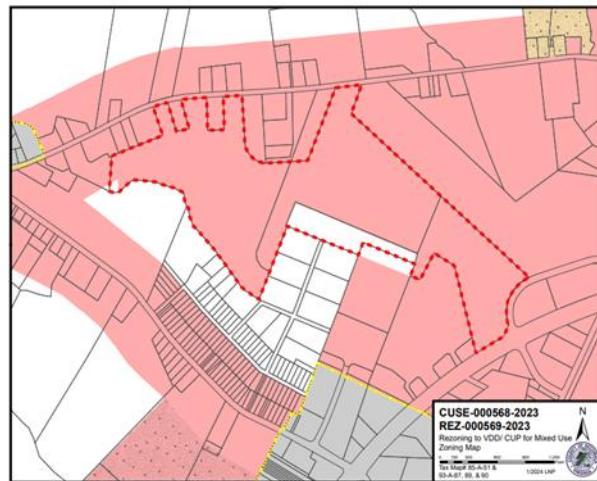 CUSE-000568-2023
REZ-000569-2023
N
Rezoning to VDD/ CUP for Mixed Use
Zoning Map
Tax Map# 85-A-51 &
93-A-87, 89, & 90
1/2024 LNP